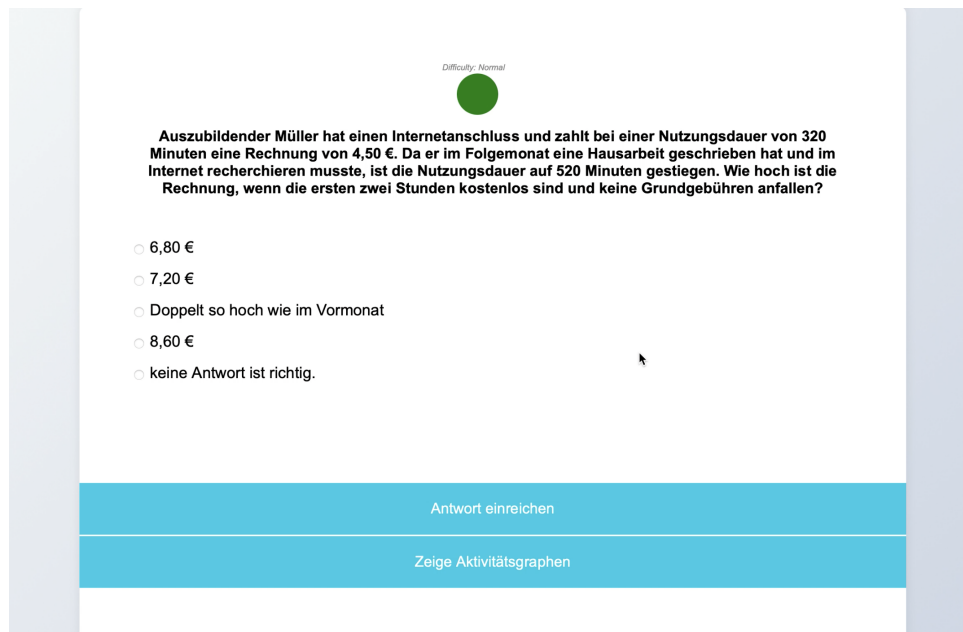 Difficulty: Normal
Auszubildender Müller hat einen Internetanschluss und zahlt bei einer Nutzungsdauer von 320
Minuten eine Rechnung von 4,50 €. Da er im Folgemonat eine Hausarbeit geschrieben hat und im
Internet recherchieren musste, ist die Nutzungsdauer auf 520 Minuten gestiegen. Wie hoch ist die
Rechnung, wenn die ersten zwei Stunden kostenlos sind und keine Grundgebühren anfallen?
6,80 €
7,20 €
Doppelt so hoch wie im Vormonat
8,60 €
keine Antwort ist richtig.
Antwort einreichen
Zeige Aktivitätsgraphen